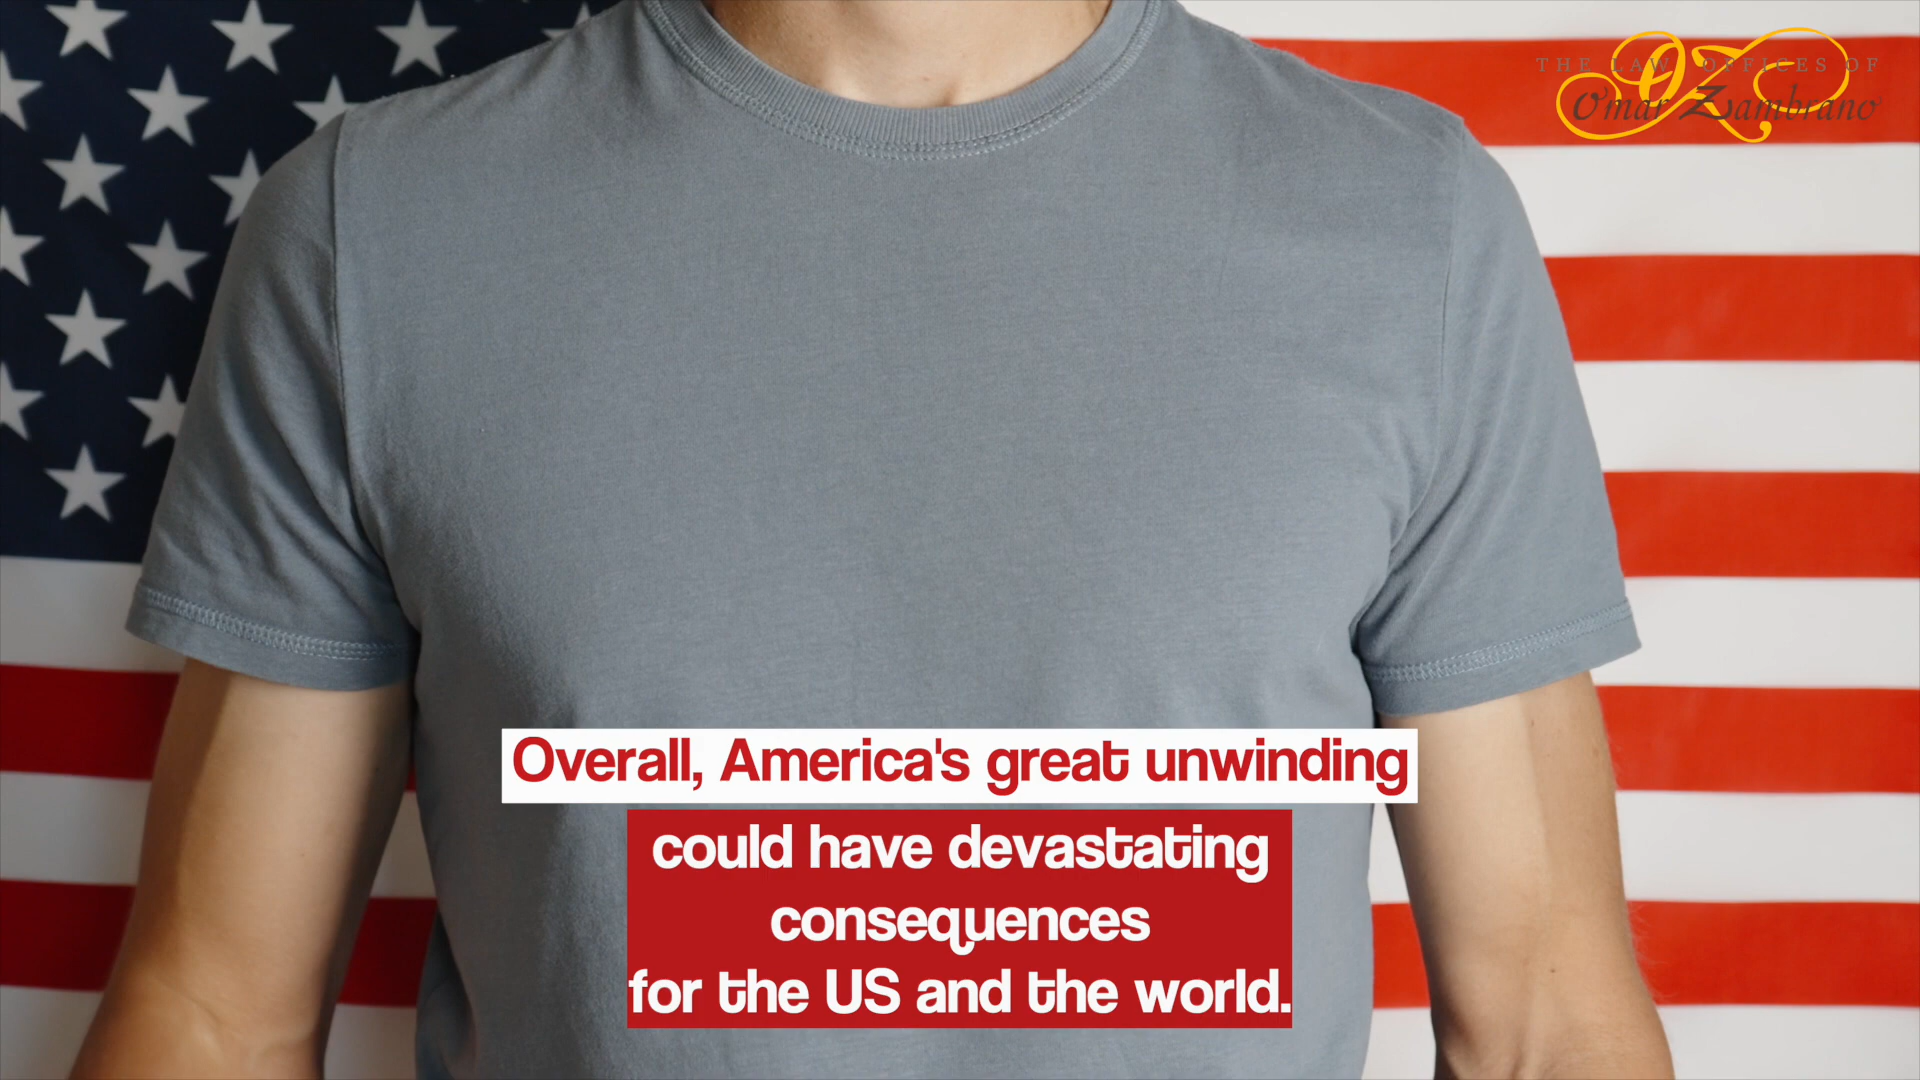 THE LAW OFFICES OF
OZ
Omar Zambrano
Overall, America's great unwinding
could have devastating
consequences
for the US and the world.